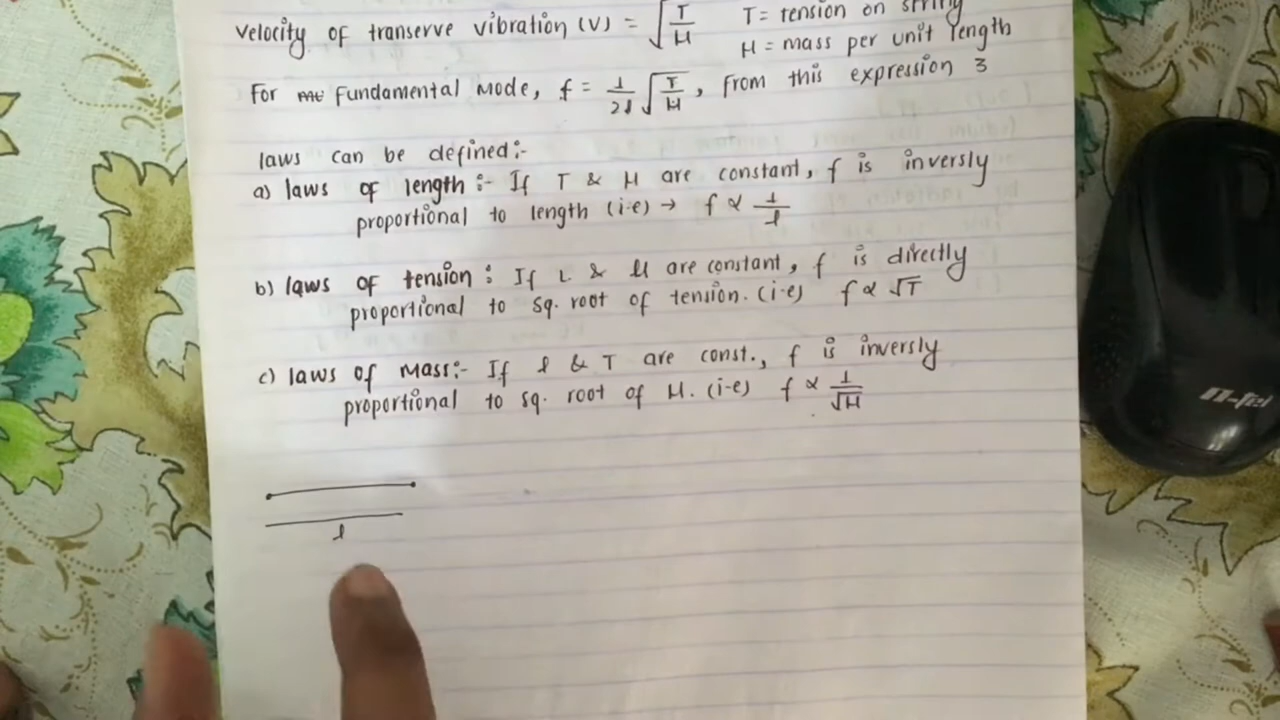 velocity of transerve vibration (V) = √T/μ T = tension on string
μ = mass per unit length
For fundamental mode, f = 1/2l √T/μ, from this expression 3
laws can be defined:-
a) laws of length :- If T & μ are constant, f is inversly
proportional to length (i.e) → f ∝ 1/l
b) laws of tension : If L & μ are constant, f is directly
proportional to sq. root of tension. (i.e) f ∝ √T
c) laws of mass:- If l & T are const., f is inversly
proportional to sq. root of μ. (i-e) f ∝ 1/√μ
l